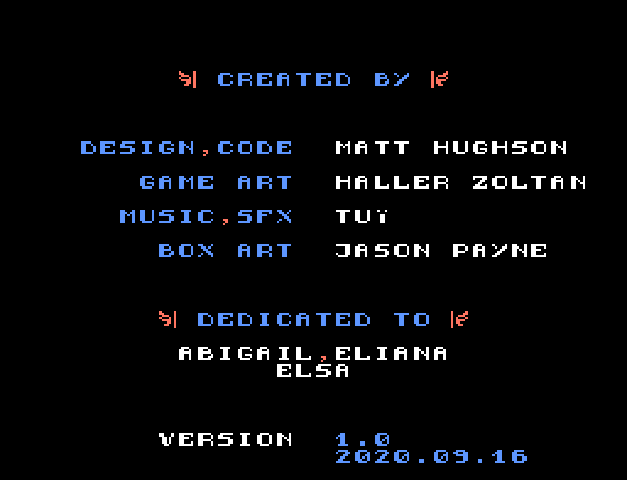 CREATED BY
DESIGN,CODE MATT HUGHSON
GAME ART HALLER ZOLTAN
MUSIC,SFX TUÏ
BOX ART JASON PAYNE
DEDICATED TO
ABIGAIL,ELIANA
ELSA
VERSION 1.0
2020.09.16